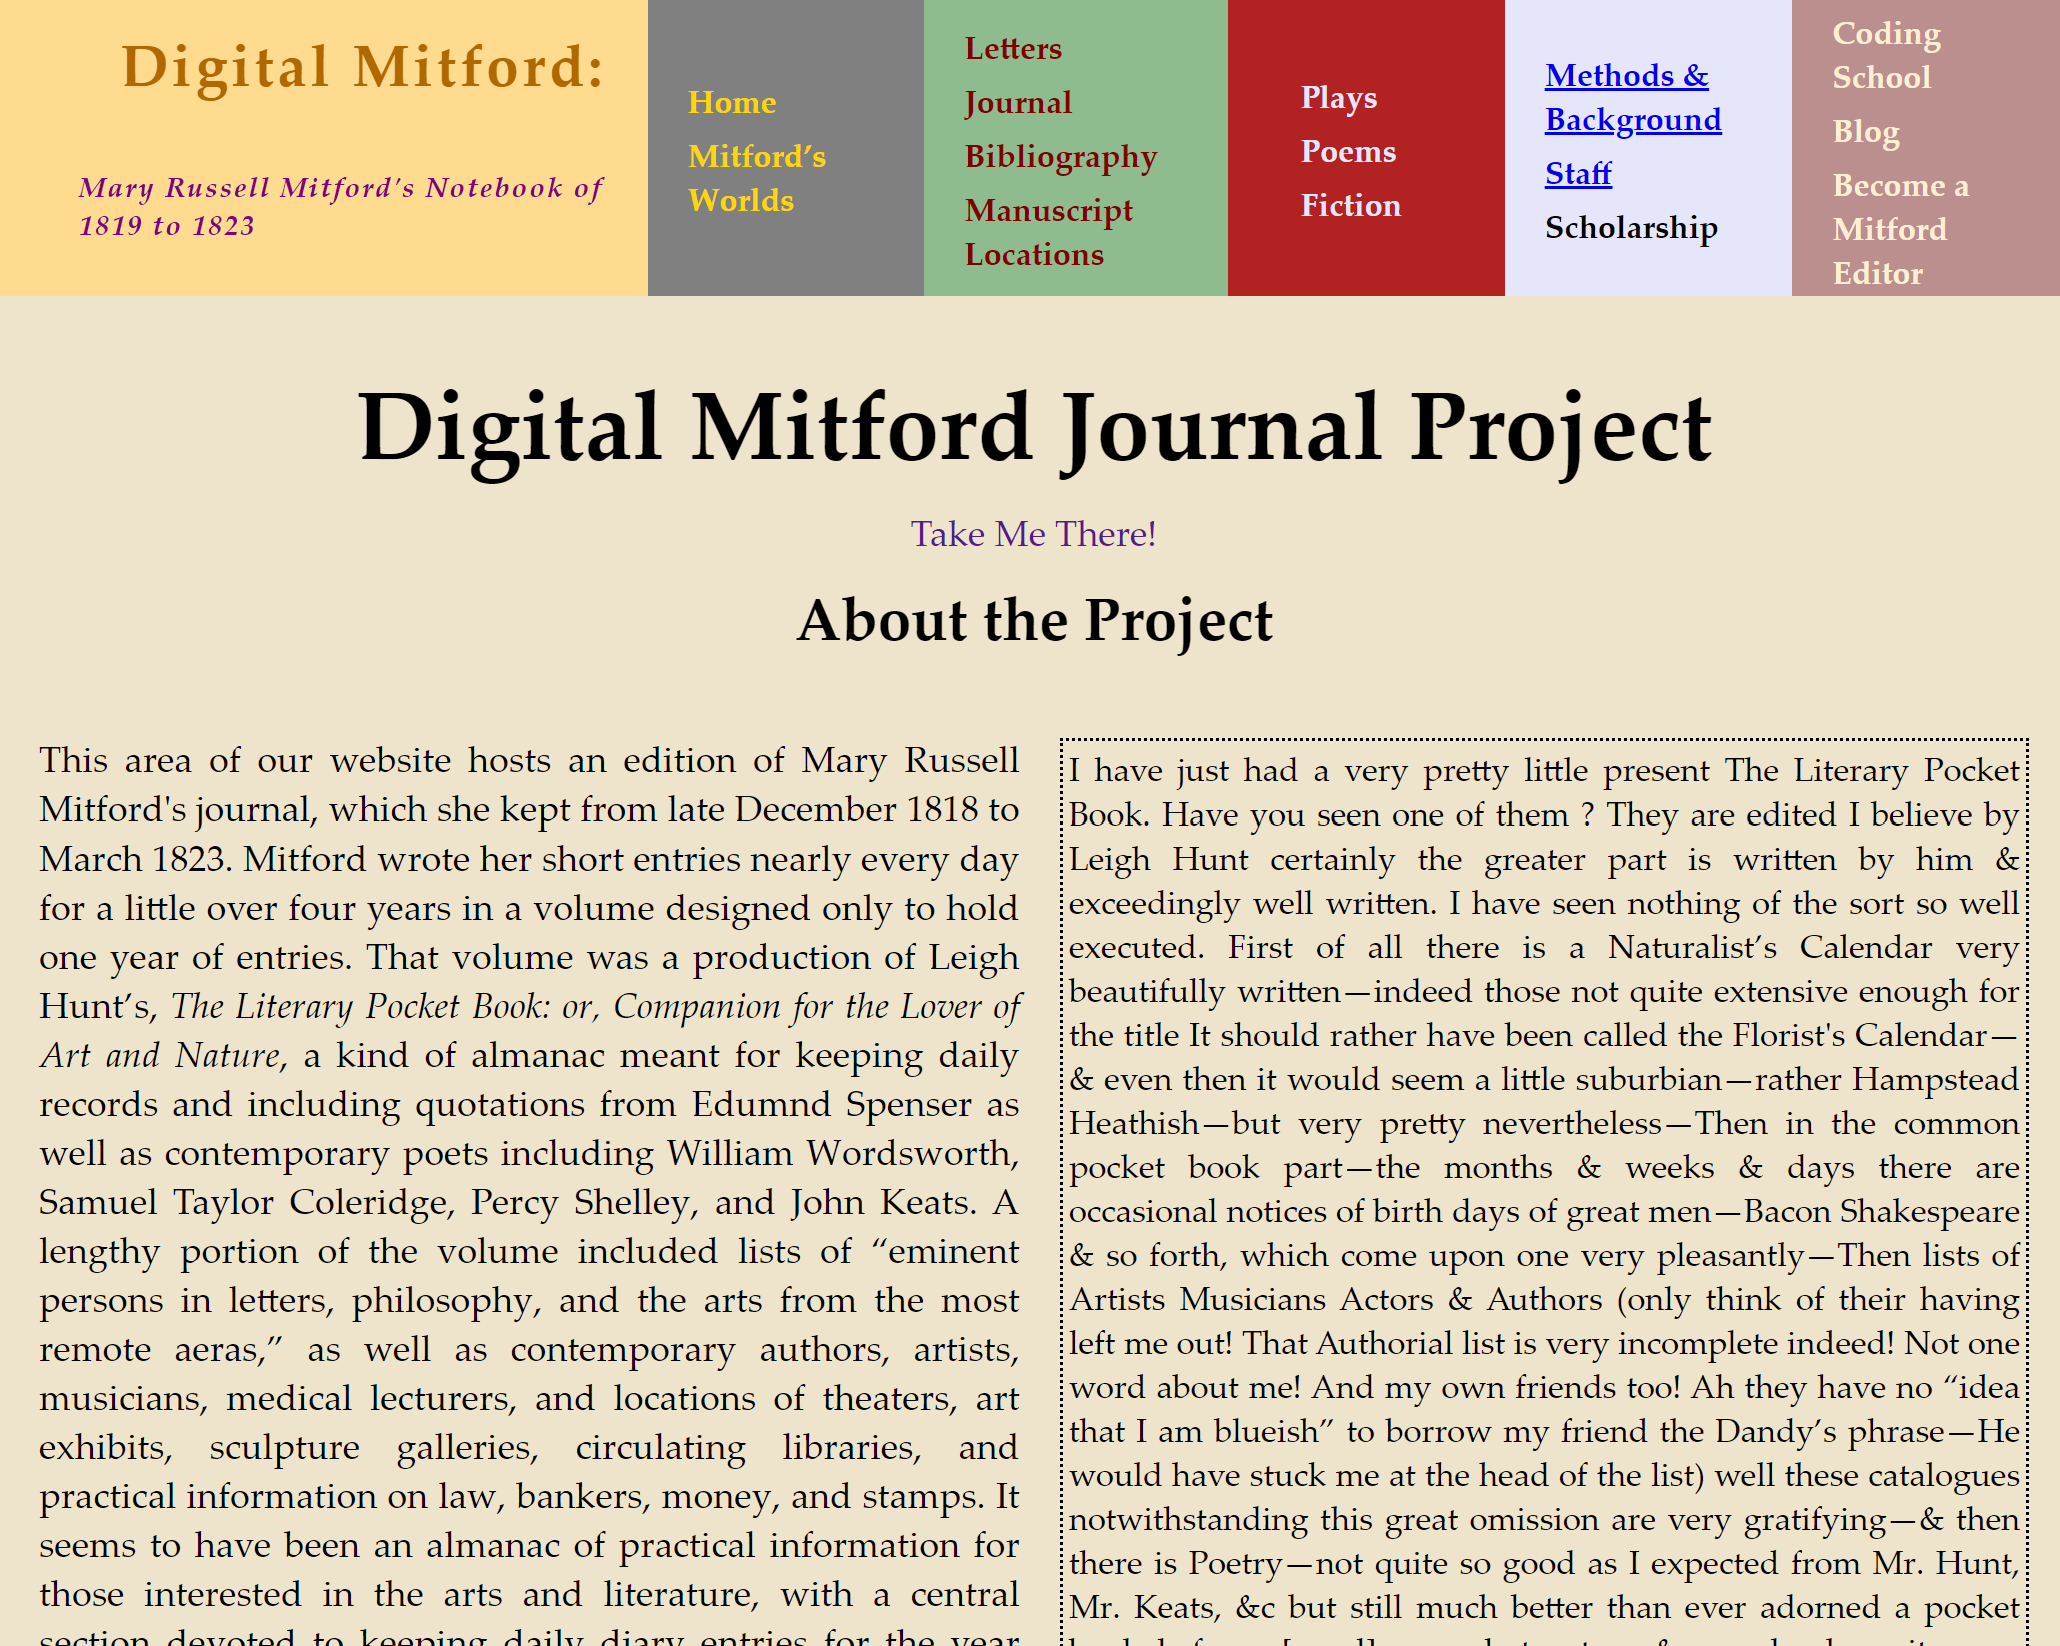 Digital Mitford:
Mary Russell Mitford's Notebook of
1819 to 1823
Home
Mitford’s
Worlds
Letters
Journal
Bibliography
Manuscript
Locations
Plays
Poems
Fiction
Methods &
Background
Staff
Scholarship
Coding
School
Blog
Become a
Mitford
Editor
Digital Mitford Journal Project
Take Me There!
About the Project
This area of our website hosts an edition of Mary Russell
Mitford's journal, which she kept from late December 1818 to
March 1823. Mitford wrote her short entries nearly every day
for a little over four years in a volume designed only to hold
one year of entries. That volume was a production of Leigh
Hunt’s, The Literary Pocket Book: or, Companion for the Lover of
Art and Nature, a kind of almanac meant for keeping daily
records and including quotations from Edumnd Spenser as
well as contemporary poets including William Wordsworth,
Samuel Taylor Coleridge, Percy Shelley, and John Keats. A
lengthy portion of the volume included lists of “eminent
persons in letters, philosophy, and the arts from the most
remote aeras,” as well as contemporary authors, artists,
musicians, medical lecturers, and locations of theaters, art
exhibits, sculpture galleries, circulating libraries, and
practical information on law, bankers, money, and stamps. It
seems to have been an almanac of practical information for
those interested in the arts and literature, with a central
section devoted to keeping daily diary entries for the year
I have just had a very pretty little present The Literary Pocket
Book. Have you seen one of them ? They are edited I believe by
Leigh Hunt certainly the greater part is written by him &
exceedingly well written. I have seen nothing of the sort so well
executed. First of all there is a Naturalist’s Calendar very
beautifully written—indeed those not quite extensive enough for
the title It should rather have been called the Florist's Calendar—
& even then it would seem a little suburbian—rather Hampstead
Heathish—but very pretty nevertheless—Then in the common
pocket book part—the months & weeks & days there are
occasional notices of birth days of great men—Bacon Shakespeare
& so forth, which come upon one very pleasantly—Then lists of
Artists Musicians Actors & Authors (only think of their having
left me out! That Authorial list is very incomplete indeed! Not one
word about me! And my own friends too! Ah they have no “idea
that I am blueish” to borrow my friend the Dandy’s phrase—He
would have stuck me at the head of the list) well these catalogues
notwithstanding this great omission are very gratifying—& then
there is Poetry—not quite so good as I expected from Mr. Hunt,
Mr. Keats, &c but still much better than ever adorned a pocket